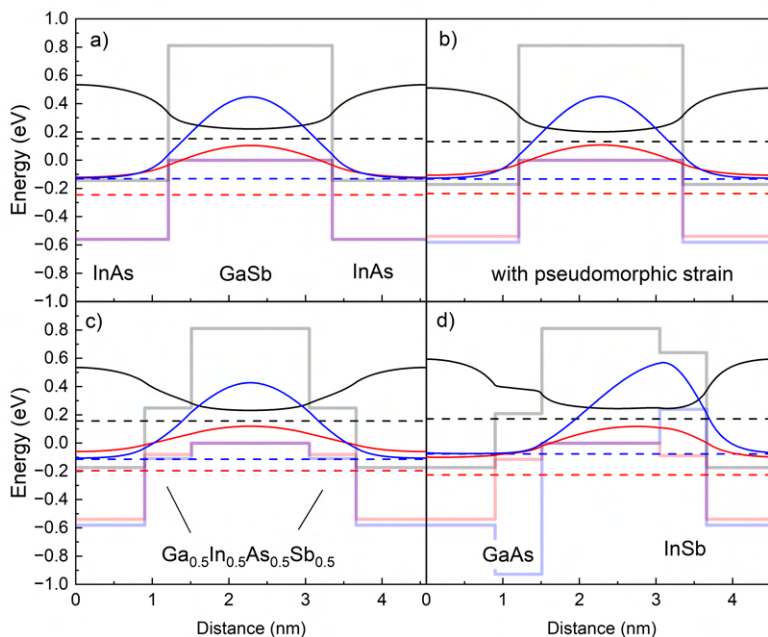 1.0
0.8
0.6
0.4
0.2
0.0
−0.2
−0.4
−0.6
−0.8
−1.0
Energy (eV)
a)
InAs GaSb InAs
b)
with pseudomorphic strain
0.8
0.6
0.4
0.2
0.0
−0.2
−0.4
−0.6
−0.8
−1.0
Energy (eV)
c)
Ga0.5In0.5As0.5Sb0.5
0 1 2 3 4
Distance (nm)
d)
GaAs InSb
0 1 2 3 4
Distance (nm)